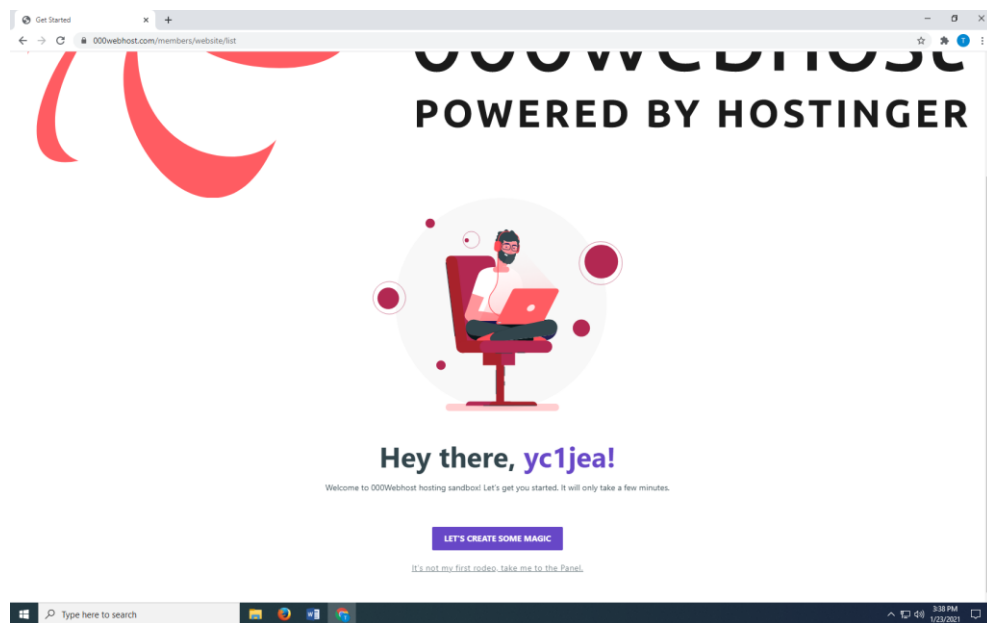 Get Started
000webhost.com/members/website/list
T
000webhost
POWERED BY HOSTINGER
Hey there, yc1jea!
Welcome to 000Webhost hosting sandbox! Let's get you started. It will only take a few minutes.
LET'S CREATE SOME MAGIC
It's not my first rodeo, take me to the Panel.
Type here to search
3:38 PM
1/23/2021